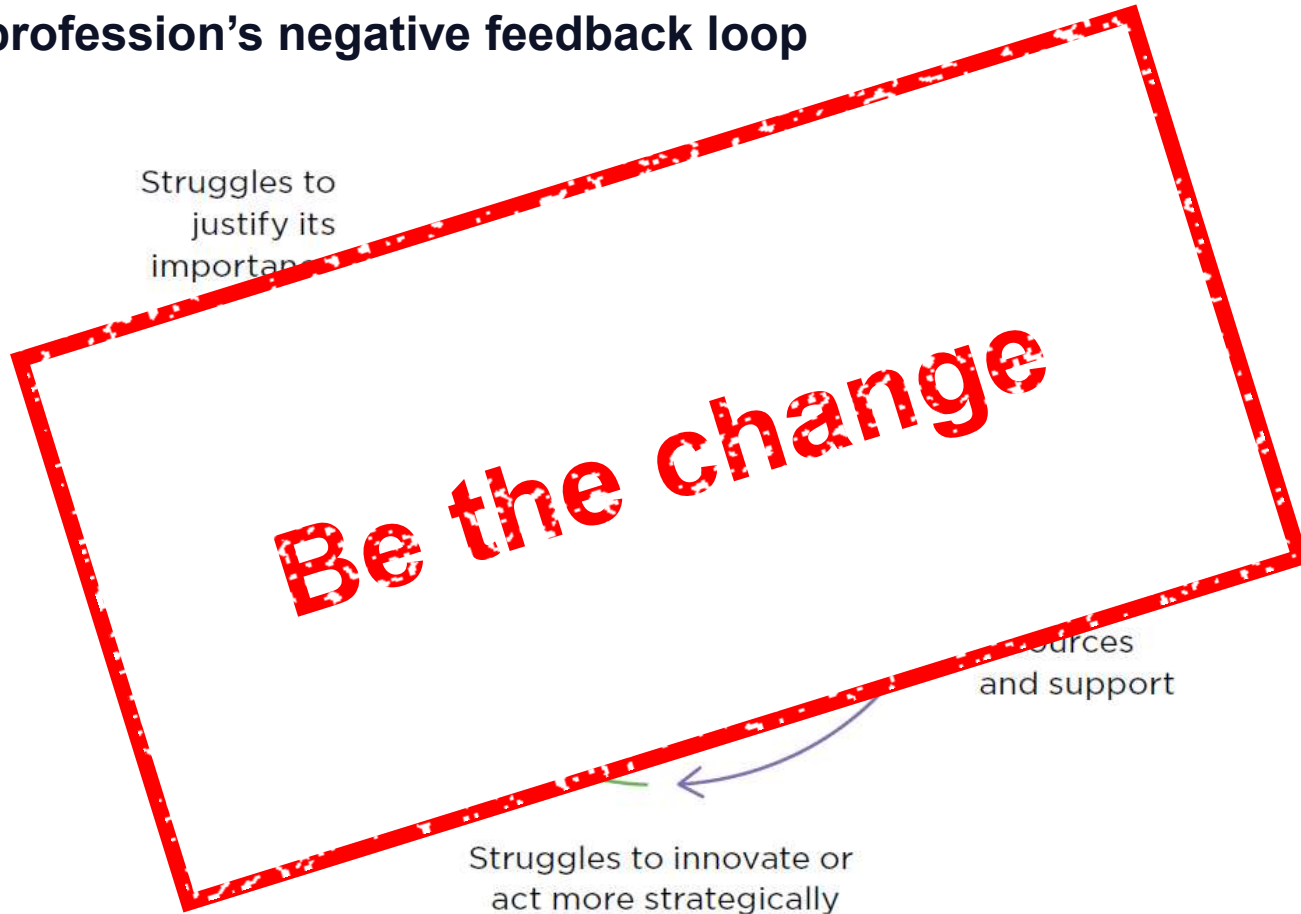 profession's negative feedback loop
Struggles to
justify its
Be the change
and support
Struggles to innovate or
act more strategically